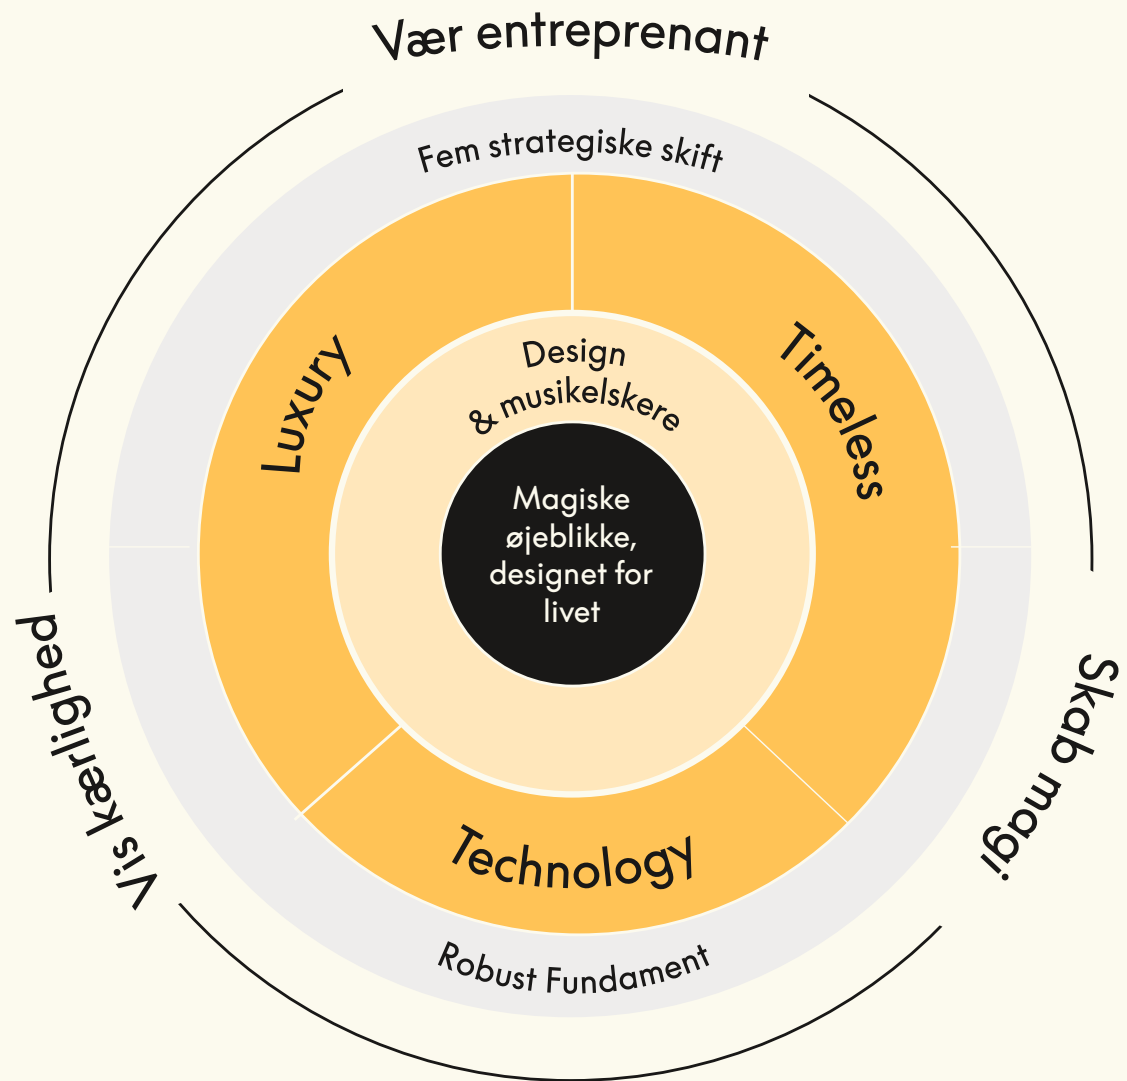 Vær entreprenant
Fem strategiske skift
Luxury
Timeless
Design
& musikelskere
Magiske
øjeblikke,
designet for
livet
Vis kærlighed
Skab magi
Technology
Robust Fundament